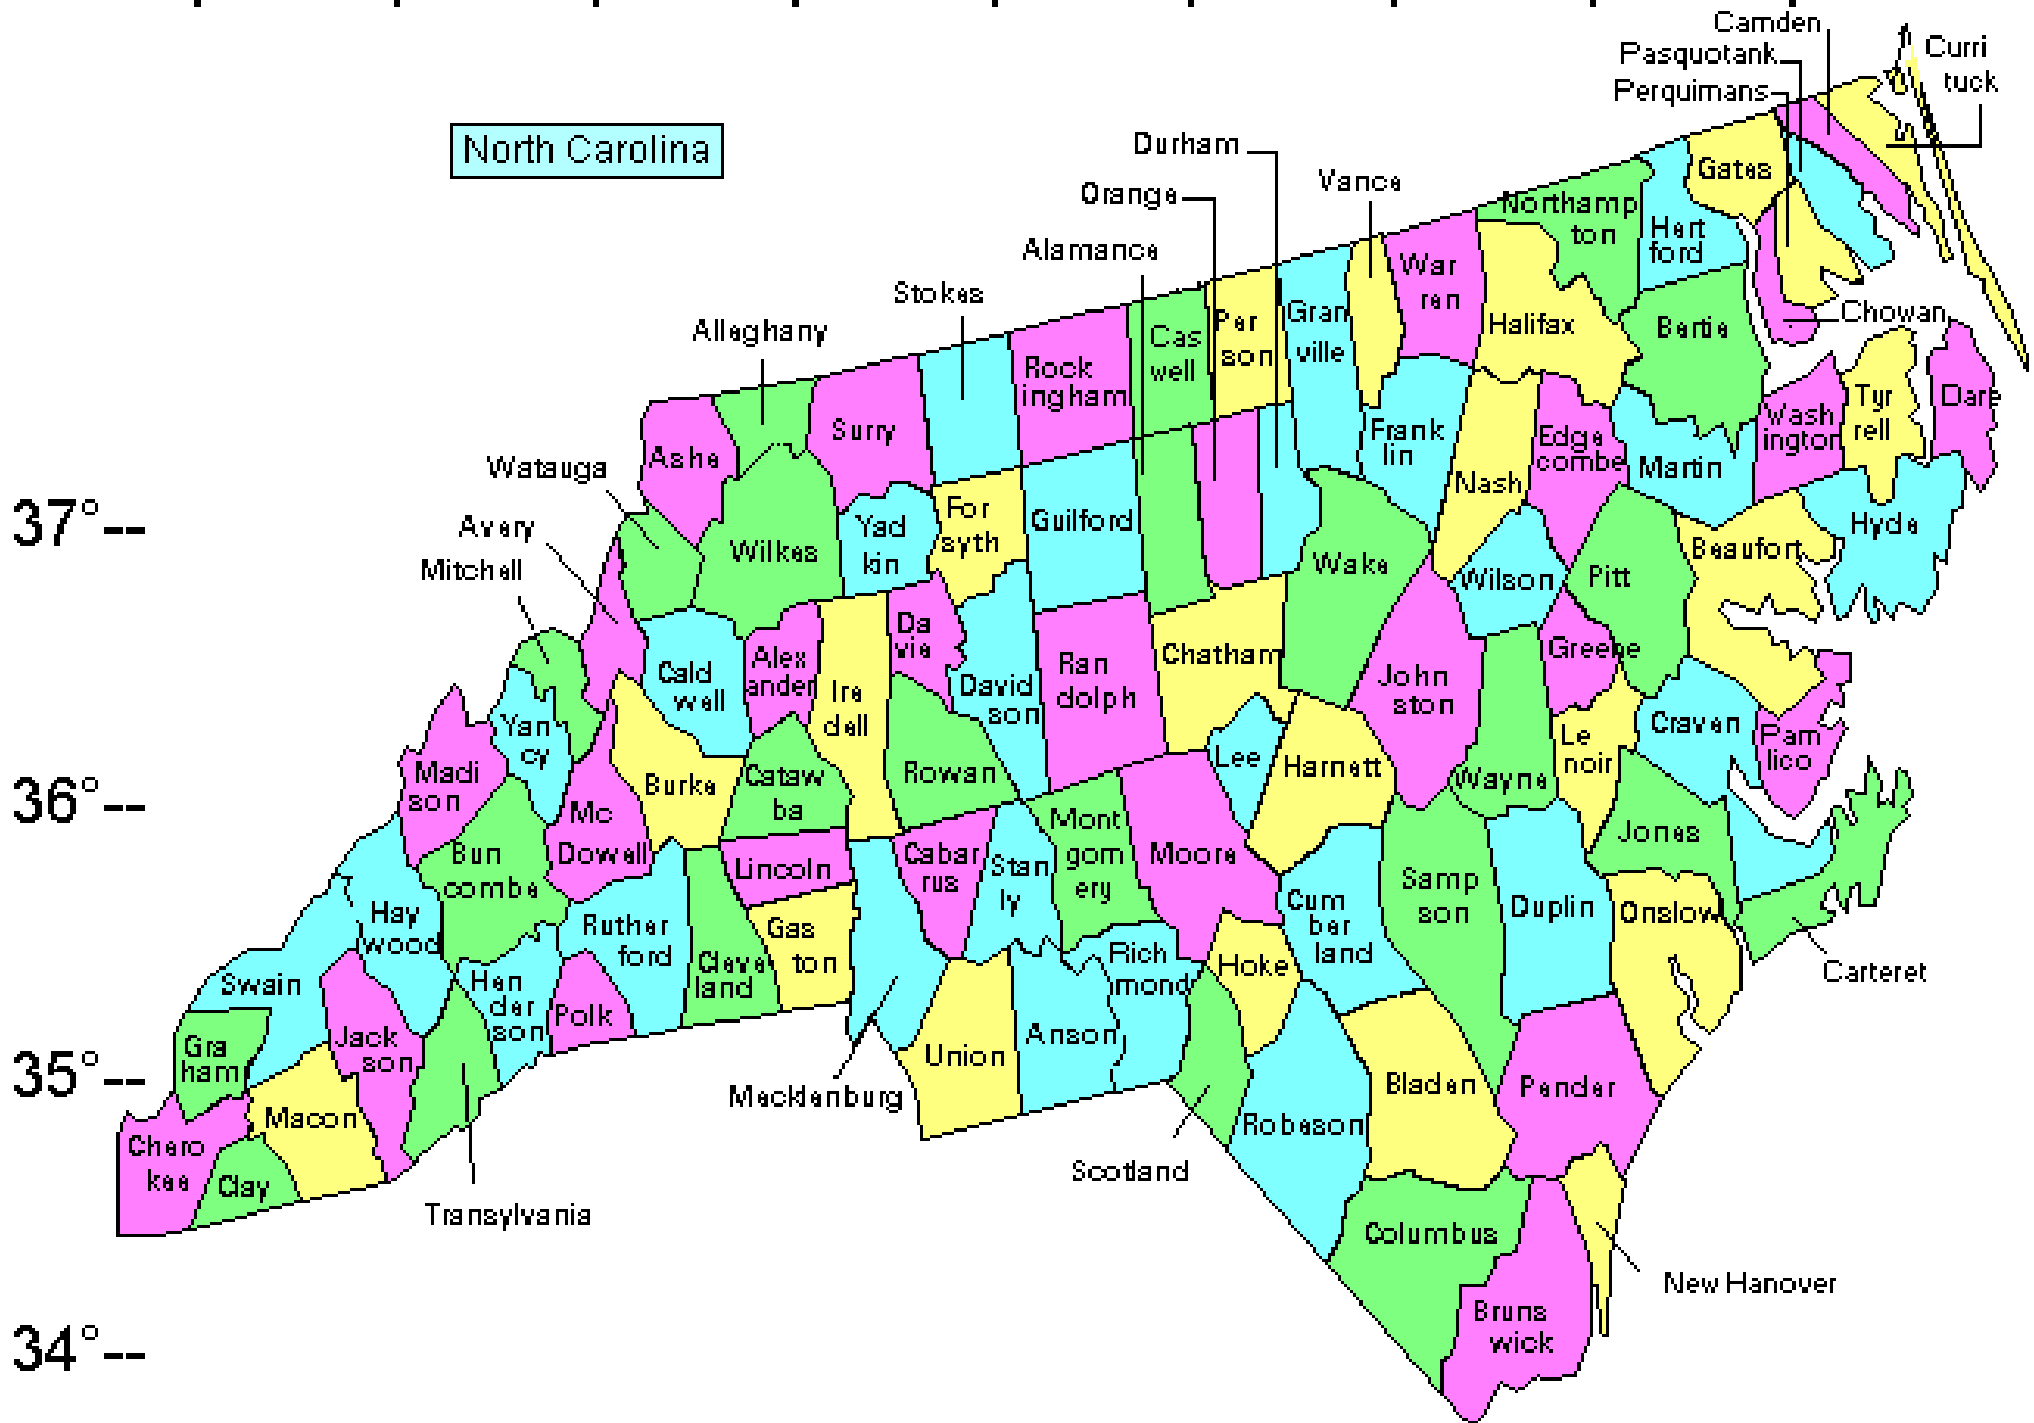 Camden
Pasquotank
Curri
tuck
Perquimans
North Carolina
Durham
Gates
Vance
Orange
Northamp
ton
Hert
ford
Alamance
War
ren
Stokes
Chowan
Gran
ville
Per
son
Halifax
Bertie
Alleghany
Cas
well
Rock
ingham
Dare
Tyr
rell
Wash
ington
Surry
Frank
lin
Edge
combe
Ashe
Watauga
Martin
Nash
37°--
For
syth
Guilford
Yad
kin
Hyde
Avery
Wilkes
Beaufort
Mitchell
Wake
Wilson
Pitt
Da
vie
Greene
Alex
ander
Chatham
Cald
well
Ran
dolph
David
son
John
ston
Ire
dell
Yan
cy
Craven
Le
noir
Pam
lico
Madi
son
Burke
Cataw
ba
Rowan
Lee
Harnett
Wayne
36°--
Mc
Dowell
Mont
gom
ery
Jones
Bun
combe
Lincoln
Cabar
rus
Stan
ly
Moore
Samp
son
Duplin
Onslow
Cum
ber
land
Hay
wood
Ruther
ford
Gas
ton
Cleve
land
Rich
mond
Hoke
Carteret
Swain
Hen
der
son
Polk
Jack
son
Anson
Union
Gra
ham
35°--
Bladen
Pender
Mecklenburg
Macon
Robeson
Chero
kee
Clay
Scotland
Transylvania
Columbus
New Hanover
Bruns
wick
34°--